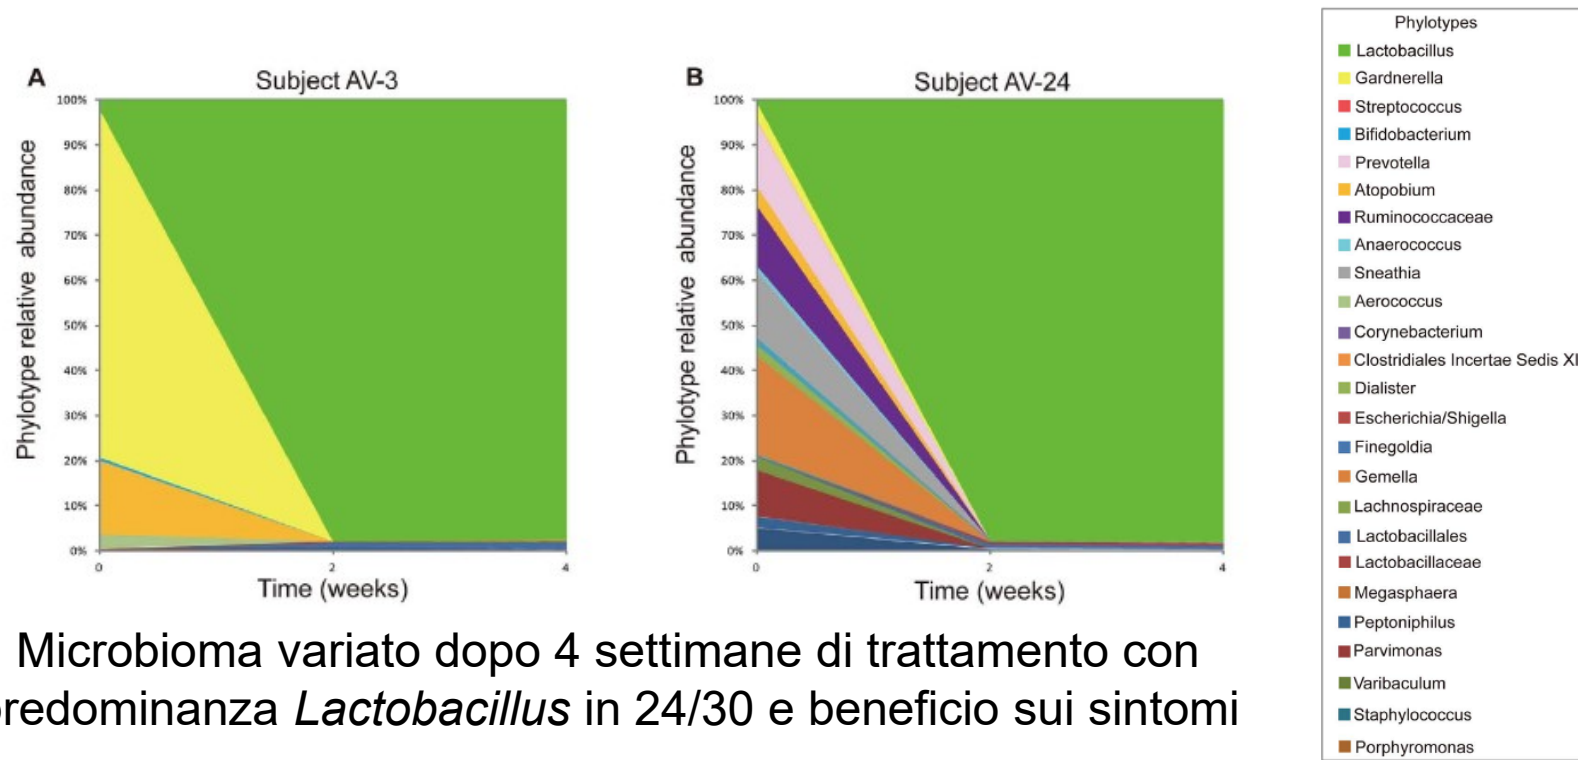 A
Subject AV-3
Phylotype relative abundance
100%
90%
80%
70%
60%
50%
40%
30%
20%
10%
0%
0
2
4
Time (weeks)
B
Subject AV-24
Phylotype relative abundance
100%
90%
80%
70%
60%
50%
40%
30%
20%
10%
0%
0
2
4
Time (weeks)
Phylotypes
Lactobacillus
Gardnerella
Streptococcus
Bifidobacterium
Prevotella
Atopobium
Ruminococcaceae
Anaerococcus
Sneathia
Aerococcus
Corynebacterium
Clostridiales Incertae Sedis XI
Dialister
Escherichia/Shigella
Finegoldia
Gemella
Lachnospiraceae
Lactobacillales
Lactobacillaceae
Megasphaera
Peptoniphilus
Parvimonas
Varibaculum
Staphylococcus
Porphyromonas
Microbioma variato dopo 4 settimane di trattamento con
predominanza Lactobacillus in 24/30 e beneficio sui sintomi